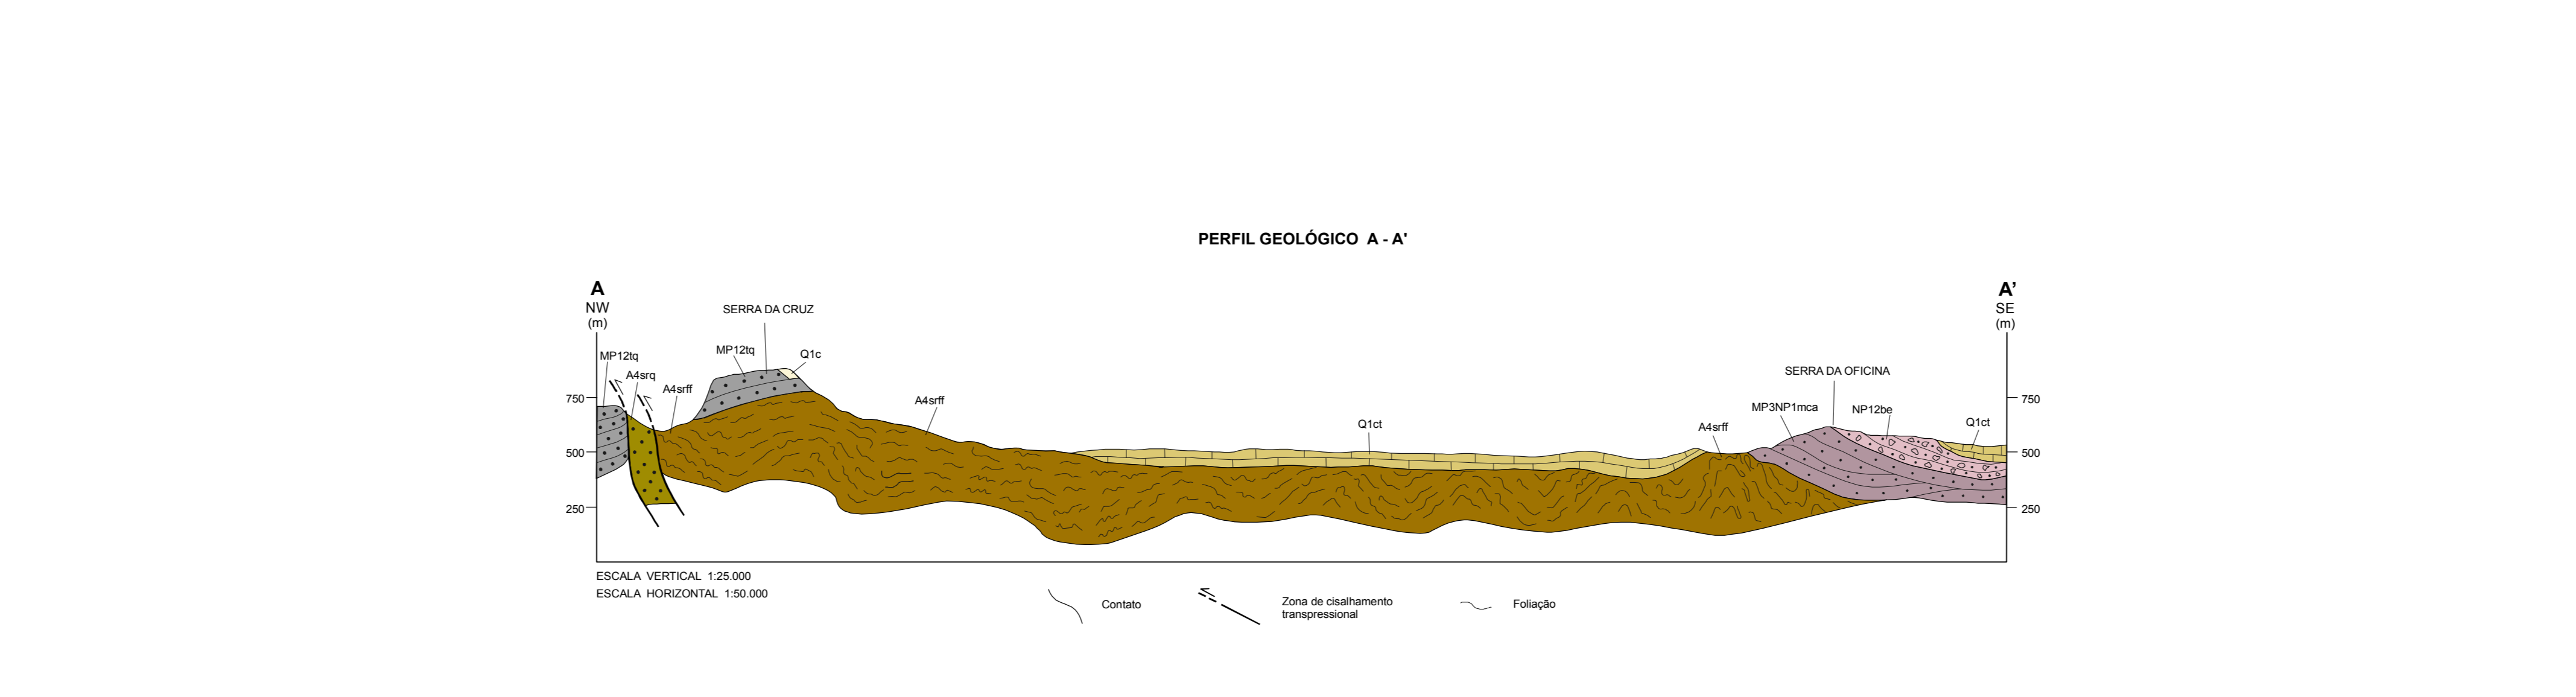 PERFIL GEOLÓGICO A - A'
A
NW
(m)
A’
SE
(m)
SERRA DA CRUZ
MP12tq
MP12tq
Q1c
A4srq
A4srff
A4srff
Q1ct
A4srff
SERRA DA OFICINA
MP3NP1mca
NP12be
Q1ct
750
500
250
750
500
250
ESCALA VERTICAL 1:25.000
ESCALA HORIZONTAL 1:50.000
Contato
Zona de cisalhamento
transpressional
Foliação